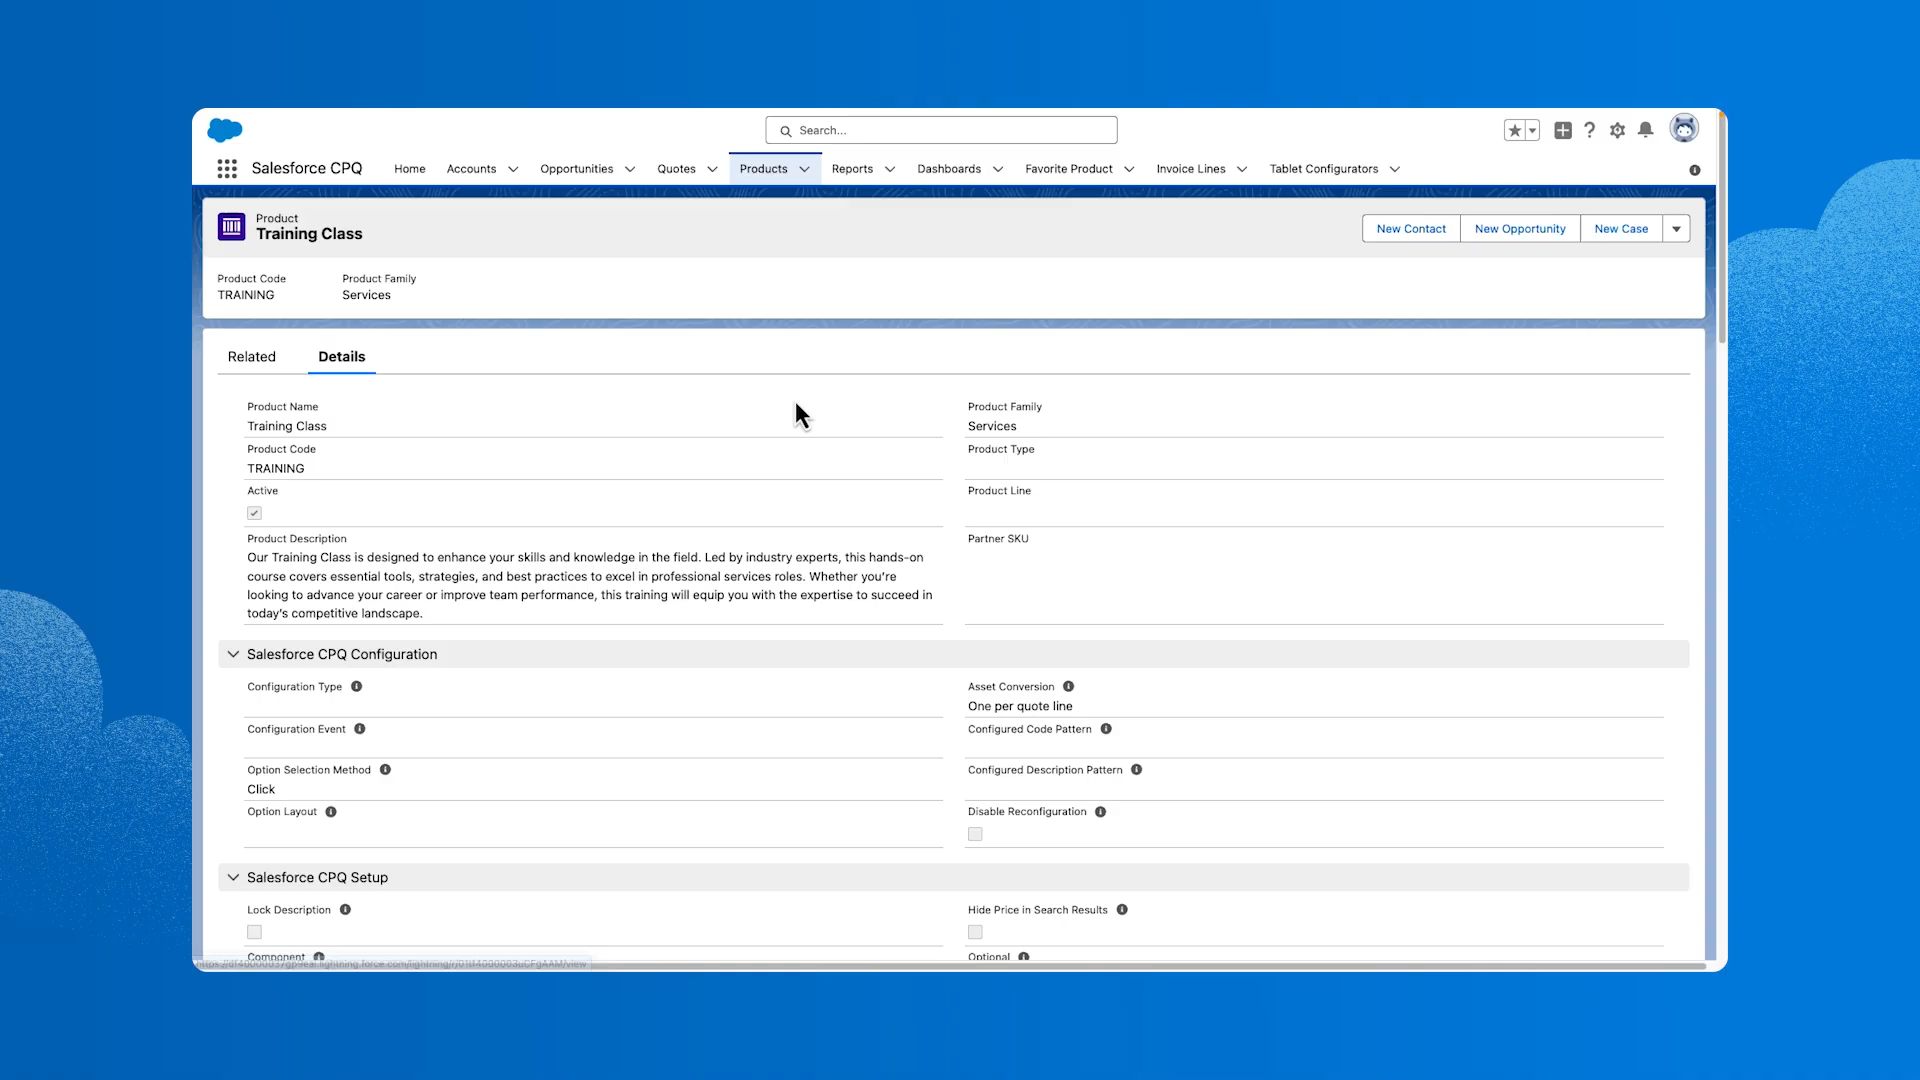 Search...
Salesforce CPQ Home Accounts Opportunities Quotes Products Reports Dashboards Favorite Product Invoice Lines Tablet Configurators
Product
Training Class
New Contact New Opportunity New Case
Product Code Product Family
TRAINING Services
Related Details
Product Name Product Family
Training Class Services
Product Code Product Type
TRAINING
Active Product Line
Product Description Partner SKU
Our Training Class is designed to enhance your skills and knowledge in the field. Led by industry experts, this hands-on
course covers essential tools, strategies, and best practices to excel in professional services roles. Whether you're
looking to advance your career or improve team performance, this training will equip you with the expertise to succeed in
today's competitive landscape.
Salesforce CPQ Configuration
Configuration Type Asset Conversion
One per quote line
Configuration Event Configured Code Pattern
Option Selection Method Configured Description Pattern
Click
Option Layout Disable Reconfiguration
Salesforce CPQ Setup
Lock Description Hide Price in Search Results
Component Optional